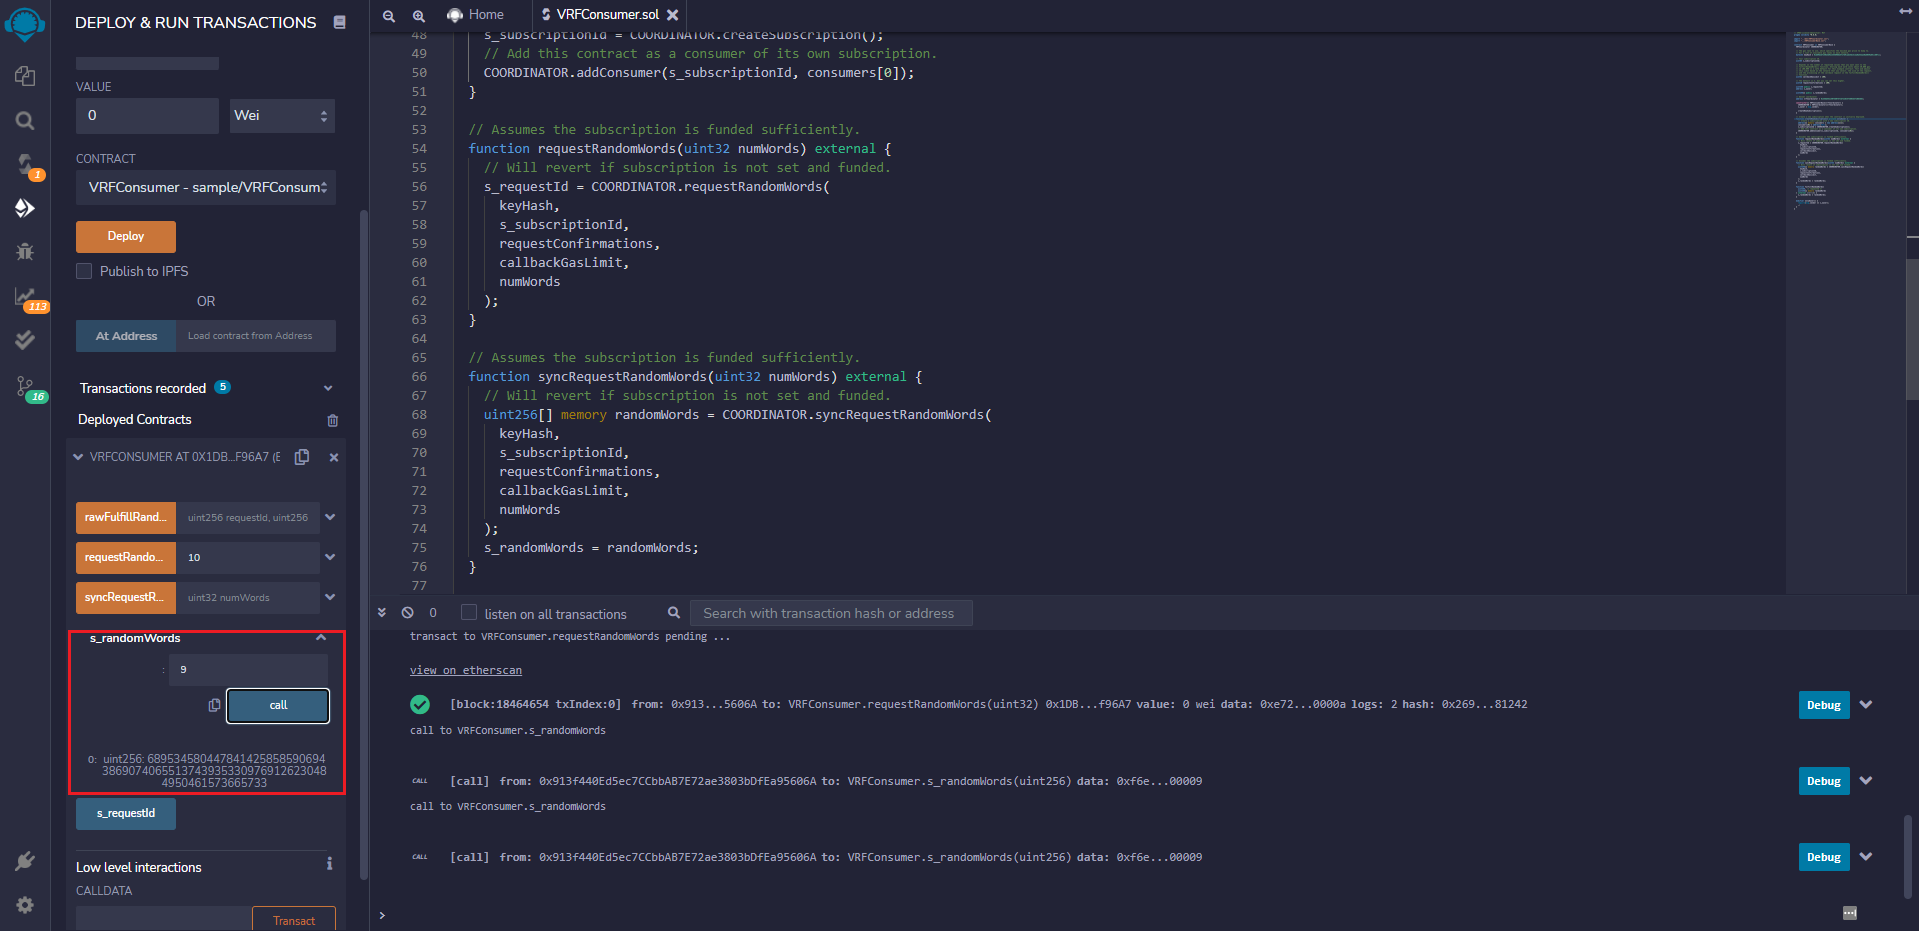 DEPLOY & RUN TRANSACTIONS
VALUE
0
Wei
CONTRACT
VRFConsumer - sample/VRFConsum
1
Deploy
Publish to IPFS
OR
113
At Address
Load contract from Address
Transactions recorded 5
16
Deployed Contracts
VRFCONSUMER AT 0X1DB...F96A7 (E
rawFulfillRand...
uint256 requestId, uint256
requestRando...
10
syncRequestR...
uint32 numWords
s_randomWords
: 9
call
0: uint256: 689534580447841425858590694
38690740655137439353309769126230​48
4950461573665733
s_requestId
Low level interactions
i
CALLDATA
Transact
Home
VRFConsumer.sol
48 s_subscriptionId = COORDINATOR.createSubscription();
49 // Add this contract as a consumer of its own subscription.
50 COORDINATOR.addConsumer(s_subscriptionId, consumers[0]);
51 }
52
53 // Assumes the subscription is funded sufficiently.
54 function requestRandomWords(uint32 numWords) external {
55 // Will revert if subscription is not set and funded.
56 s_requestId = COORDINATOR.requestRandomWords(
57 keyHash,
58 s_subscriptionId,
59 requestConfirmations,
60 callbackGasLimit,
61 numWords
62 );
63 }
64
65 // Assumes the subscription is funded sufficiently.
66 function syncRequestRandomWords(uint32 numWords) external {
67 // Will revert if subscription is not set and funded.
68 uint256[] memory randomWords = COORDINATOR.syncRequestRandomWords(
69 keyHash,
70 s_subscriptionId,
71 requestConfirmations,
72 callbackGasLimit,
73 numWords
74 );
75 s_randomWords = randomWords;
76 }
77
0
listen on all transactions
Search with transaction hash or address
transact to VRFConsumer.requestRandomWords pending ...
view on etherscan
[block:18464654 txIndex:0] from: 0x913...5606A to: VRFConsumer.requestRandomWords(uint32) 0x1DB...f96A7 value: 0 wei data: 0xe72...0000a logs: 2 hash: 0x269...81242
Debug
call to VRFConsumer.s_randomWords
CALL [call] from: 0x913f440Ed5ec7CCbbAB7E72ae3803bDfEa95606A to: VRFConsumer.s_randomWords(uint256) data: 0xf6e...00009
Debug
call to VRFConsumer.s_randomWords
CALL [call] from: 0x913f440Ed5ec7CCbbAB7E72ae3803bDfEa95606A to: VRFConsumer.s_randomWords(uint256) data: 0xf6e...00009
Debug
>